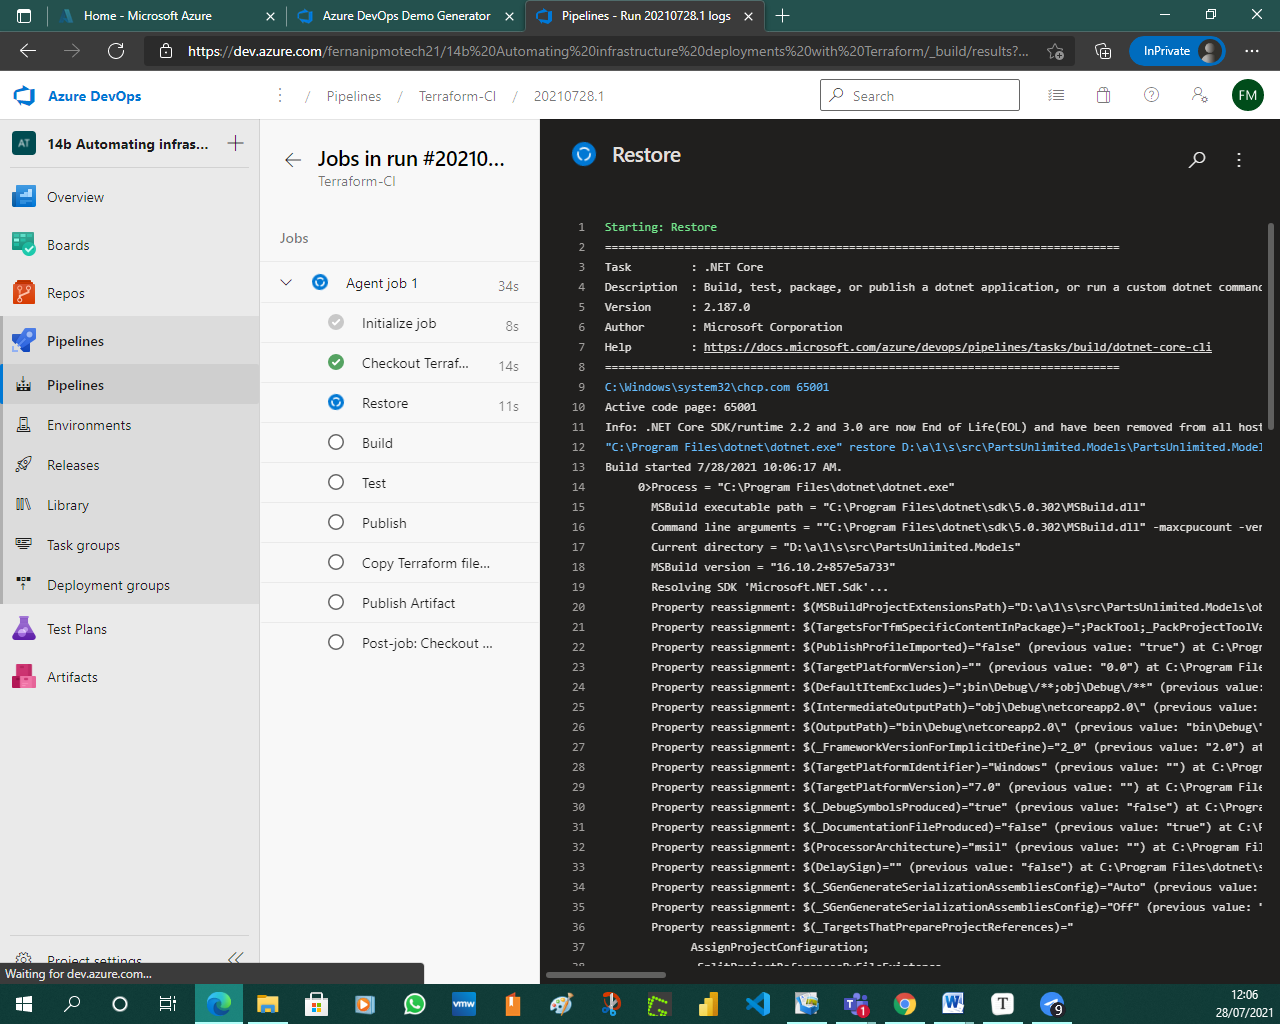 Home - Microsoft Azure
Azure DevOps Demo Generator
Pipelines - Run 20210728.1 logs
https://dev.azure.com/fernanipmotech21/14b%20Automating%20infrastructure%20deployments%20with%20Terraform/_build/results?...
InPrivate
Azure DevOps
/ Pipelines / Terraform-CI / 20210728.1
Search
FM
AT
14b Automating infras...
Overview
Boards
Repos
Pipelines
Pipelines
Environments
Releases
Library
Task groups
Deployment groups
Test Plans
Artifacts
Project settings
Waiting for dev.azure.com...
Jobs in run #20210...
Terraform-CI
Jobs
Agent job 1 34s
Initialize job 8s
Checkout Terraf... 14s
Restore 11s
Build
Test
Publish
Copy Terraform file...
Publish Artifact
Post-job: Checkout ...
Restore
1 Starting: Restore
2 ==============================================================================
3 Task : .NET Core
4 Description : Build, test, package, or publish a dotnet application, or run a custom dotnet command
5 Version : 2.187.0
6 Author : Microsoft Corporation
7 Help : https://docs.microsoft.com/azure/devops/pipelines/tasks/build/dotnet-core-cli
8 ==============================================================================
9 C:\Windows\system32\chcp.com 65001
10 Active code page: 65001
11 Info: .NET Core SDK/runtime 2.2 and 3.0 are now End of Life(EOL) and have been removed from all host
12 "C:\Program Files\dotnet\dotnet.exe" restore D:\a\1\s\src\PartsUnlimited.Models\PartsUnlimited.Model
13 Build started 7/28/2021 10:06:17 AM.
14 0>Process = "C:\Program Files\dotnet\dotnet.exe"
15 MSBuild executable path = "C:\Program Files\dotnet\sdk\5.0.302\MSBuild.dll"
16 Command line arguments = ""C:\Program Files\dotnet\sdk\5.0.302\MSBuild.dll" -maxcpucount -ver
17 Current directory = "D:\a\1\s\src\PartsUnlimited.Models"
18 MSBuild version = "16.10.2+857e5a733"
19 Resolving SDK 'Microsoft.NET.Sdk'...
20 Property reassignment: $(MSBuildProjectExtensionsPath)="D:\a\1\s\src\PartsUnlimited.Models\ob
21 Property reassignment: $(TargetsForTfmSpecificContentInPackage)=";PackTool;_PackProjectToolVa
22 Property reassignment: $(PublishProfileImported)="false" (previous value: "true") at C:\Progr
23 Property reassignment: $(TargetPlatformVersion)="" (previous value: "0.0") at C:\Program File
24 Property reassignment: $(DefaultItemExcludes)=";bin\Debug\/**;obj\Debug\/**" (previous value:
25 Property reassignment: $(IntermediateOutputPath)="obj\Debug\netcoreapp2.0\" (previous value:
26 Property reassignment: $(OutputPath)="bin\Debug\netcoreapp2.0\" (previous value: "bin\Debug\"
27 Property reassignment: $(_FrameworkVersionForImplicitDefine)="2_0" (previous value: "2.0") at
28 Property reassignment: $(TargetPlatformIdentifier)="Windows" (previous value: "") at C:\Progr
29 Property reassignment: $(TargetPlatformVersion)="7.0" (previous value: "") at C:\Program File
30 Property reassignment: $(_DebugSymbolsProduced)="true" (previous value: "false") at C:\Progra
31 Property reassignment: $(_DocumentationFileProduced)="false" (previous value: "true") at C:\P
32 Property reassignment: $(ProcessorArchitecture)="msil" (previous value: "") at C:\Program Fil
33 Property reassignment: $(DelaySign)="" (previous value: "false") at C:\Program Files\dotnet\s
34 Property reassignment: $(_SGenGenerateSerializationAssembliesConfig)="Auto" (previous value:
35 Property reassignment: $(_SGenGenerateSerializationAssembliesConfig)="Off" (previous value: "
36 Property reassignment: $(_TargetsThatPrepareProjectReferences)="
37 AssignProjectConfiguration;
38 _SplitProjectReferencesByFileExistence
vmw
1
T
9
12:06
28/07/2021